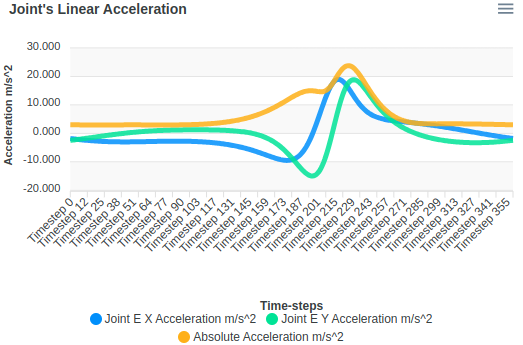 Joint's Linear Acceleration
Acceleration m/s^2
30.000
20.000
10.000
0.000
-10.000
-20.000
Timestep 0
Timestep 12
Timestep 25
Timestep 38
Timestep 51
Timestep 64
Timestep 77
Timestep 90
Timestep 103
Timestep 117
Timestep 131
Timestep 145
Timestep 159
Timestep 173
Timestep 187
Timestep 201
Timestep 215
Timestep 229
Timestep 243
Timestep 257
Timestep 271
Timestep 285
Timestep 299
Timestep 313
Timestep 327
Timestep 341
Timestep 355
Time-steps
Joint E X Acceleration m/s^2 Joint E Y Acceleration m/s^2
Absolute Acceleration m/s^2